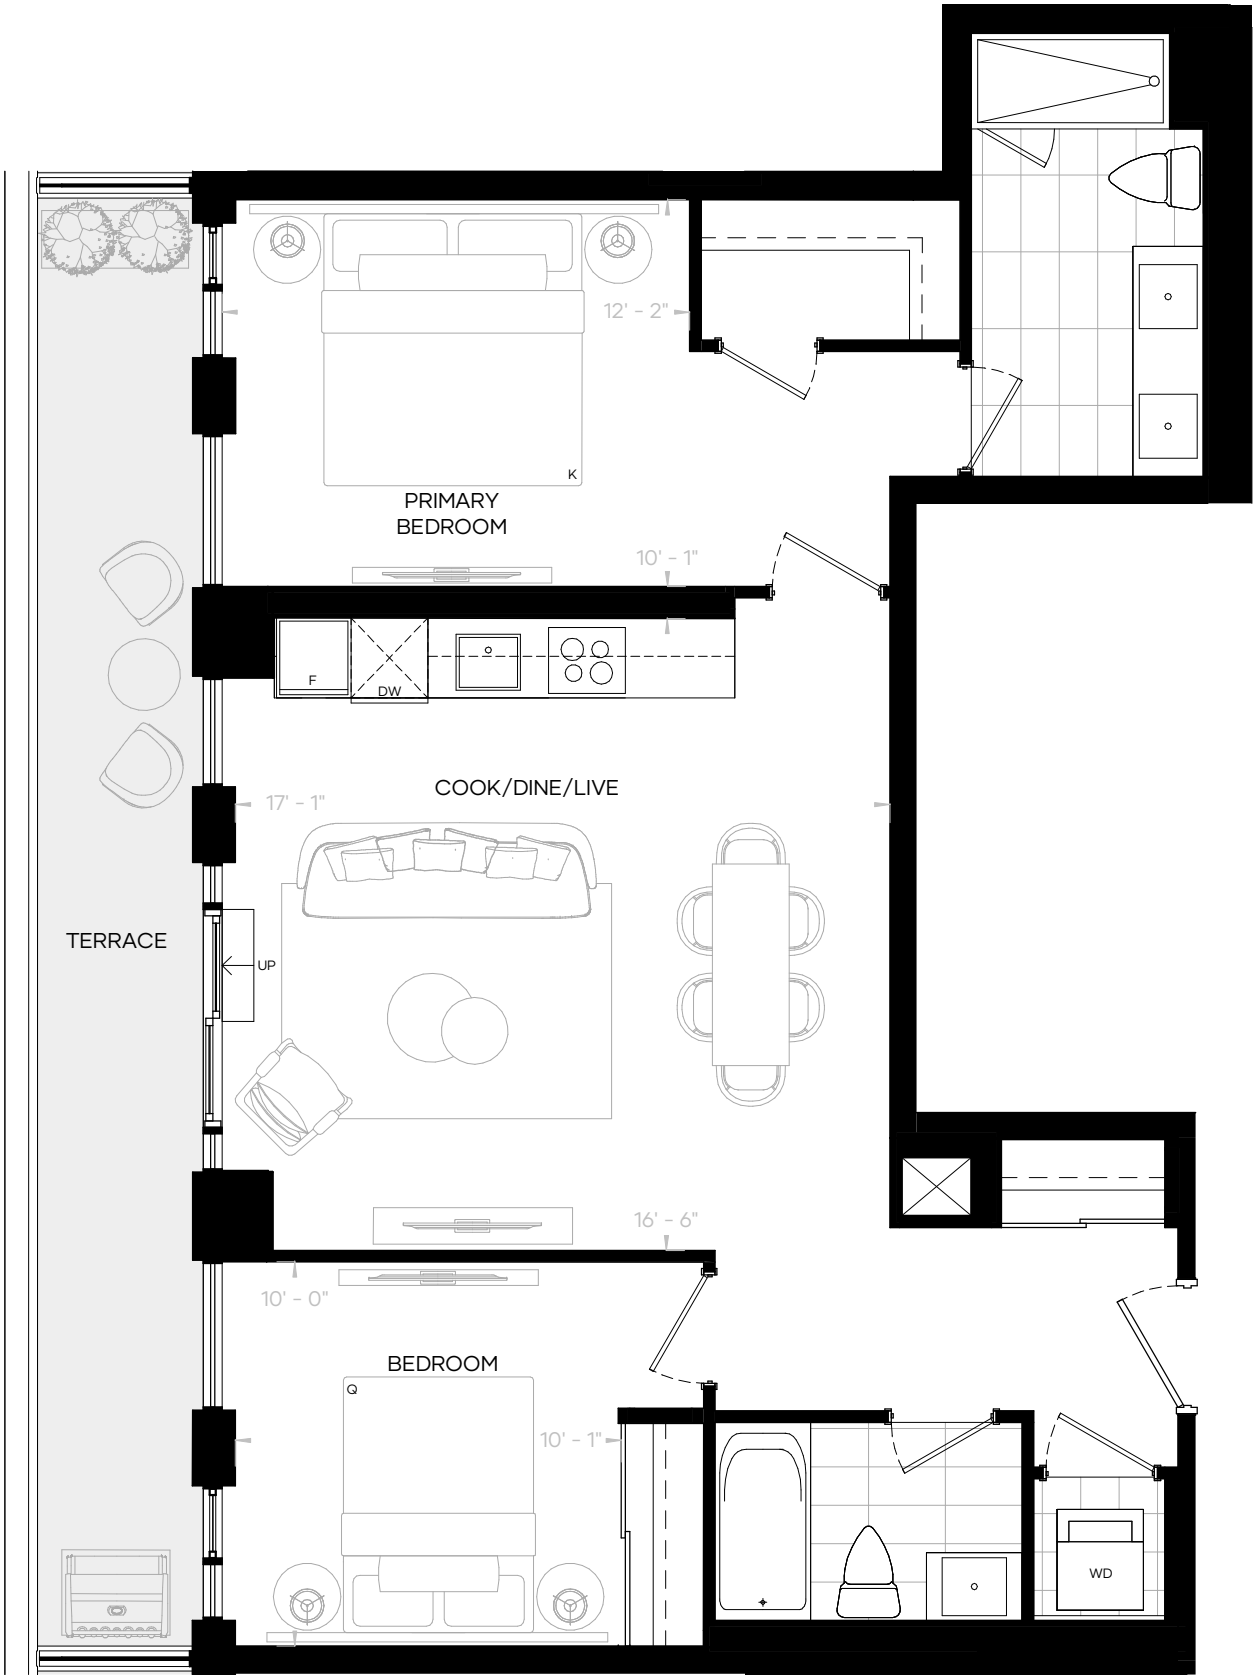 12' - 2"
K
PRIMARY
BEDROOM
10' - 1"
F
DW
COOK/DINE/LIVE
17' - 1"
TERRACE
UP
16' - 6"
10' - 0"
BEDROOM
Q
10' - 1"
WD